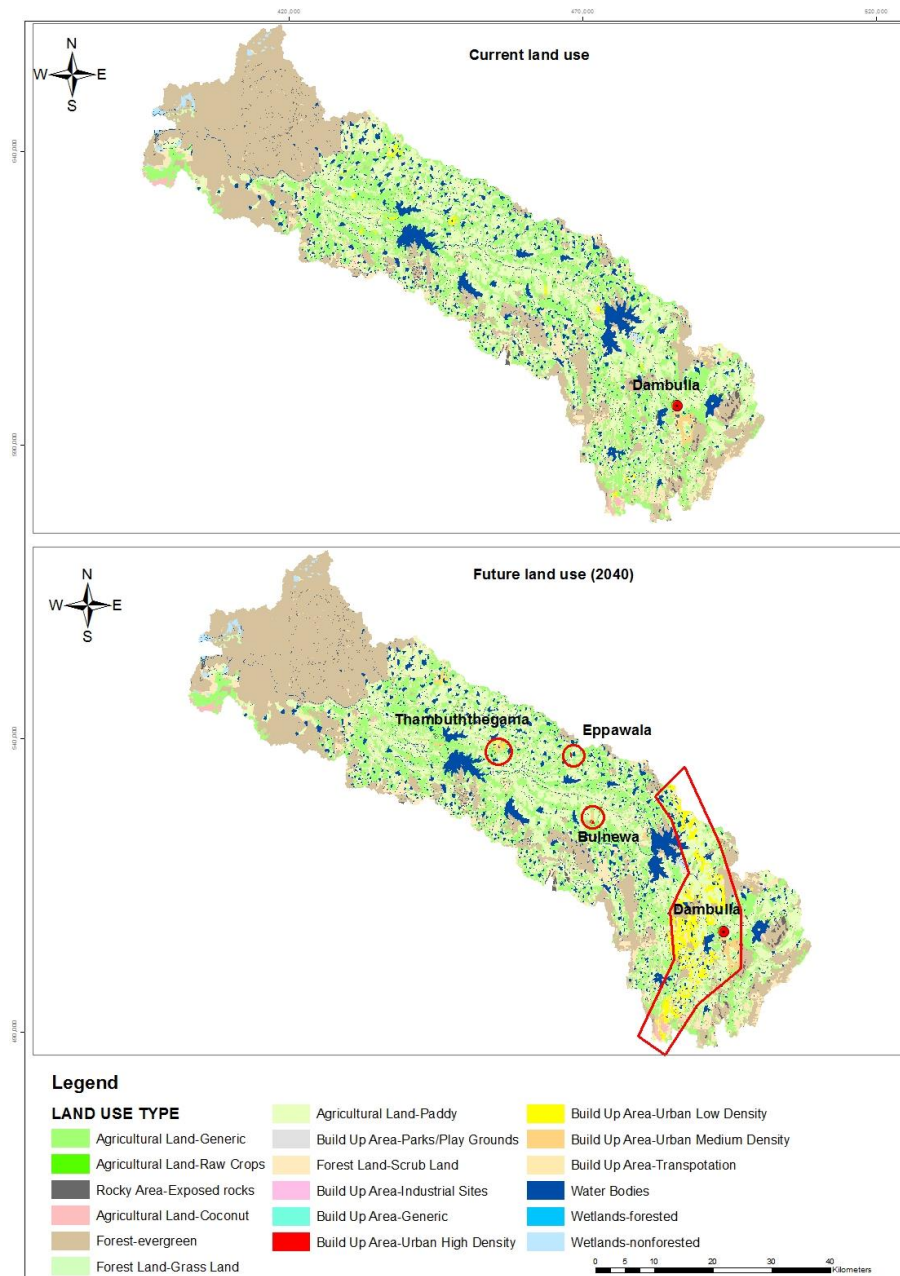 420,000 470,000 520,000
Current land use
N
W E
S
Dambulla
Future land use (2040)
N
W E
S
Thambuththegama
Eppawala
Bulnewa
Dambulla
Legend
LAND USE TYPE
Agricultural Land-Generic
Agricultural Land-Raw Crops
Rocky Area-Exposed rocks
Agricultural Land-Coconut
Forest-evergreen
Forest Land-Grass Land
Agricultural Land-Paddy
Build Up Area-Parks/Play Grounds
Forest Land-Scrub Land
Build Up Area-Industrial Sites
Build Up Area-Generic
Build Up Area-Urban High Density
Build Up Area-Urban Low Density
Build Up Area-Urban Medium Density
Build Up Area-Transpotation
Water Bodies
Wetlands-forested
Wetlands-nonforested
0 5 10 20 30 40
Kilometers